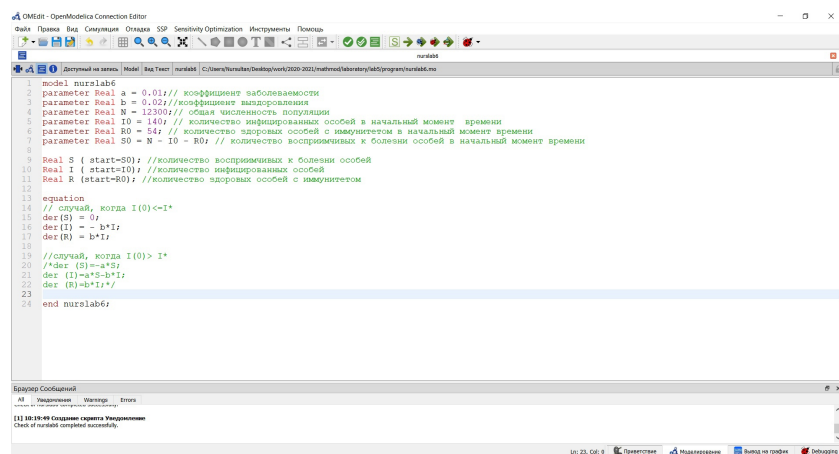 OMEdit - OpenModelica Connection Editor
Файл Правка Вид Симуляция Отладка SSP Sensitivity Optimization Инструменты Помощь
nurslab6
Доступный на запись Model Вид Текст nurslab6 C:/Users/Nursultan/Desktop/work/2020-2021/mathmod/laboratory/lab5/program/nurslab6.mo
1 model nurslab6
2 parameter Real a = 0.01;// коэффициент заболеваемости
3 parameter Real b = 0.02;//коэффициент выздоровления
4 parameter Real N = 12300;// общая численность популяции
5 parameter Real I0 = 140; // количество инфицированных особей в начальный момент времени
6 parameter Real R0 = 54; // количество здоровых особей с иммунитетом в начальный момент времени
7 parameter Real S0 = N - I0 - R0; // количество восприимчивых к болезни особей в начальный момент времени
8
9 Real S ( start=S0); //количество восприимчивых к болезни особей
10 Real I ( start=I0); //количество инфицированных особей
11 Real R (start=R0); //количество здоровых особей с иммунитетом
12
13 equation
14 // случай, когда I(0)<=I*
15 der(S) = 0;
16 der(I) = - b*I;
17 der(R) = b*I;
18
19 //случай, когда I(0)> I*
20 /*der (S)=-a*S;
21 der (I)=a*S-b*I;
22 der (R)=b*I;*/
23
24 end nurslab6;
Браузер Сообщений
All Уведомления Warnings Errors
[1] 10:19:49 Создание скрипта Уведомление
Check of nurslab6 completed successfully.
Ln: 23, Col: 0 Приветствие Моделирование Вывод на график Debugging